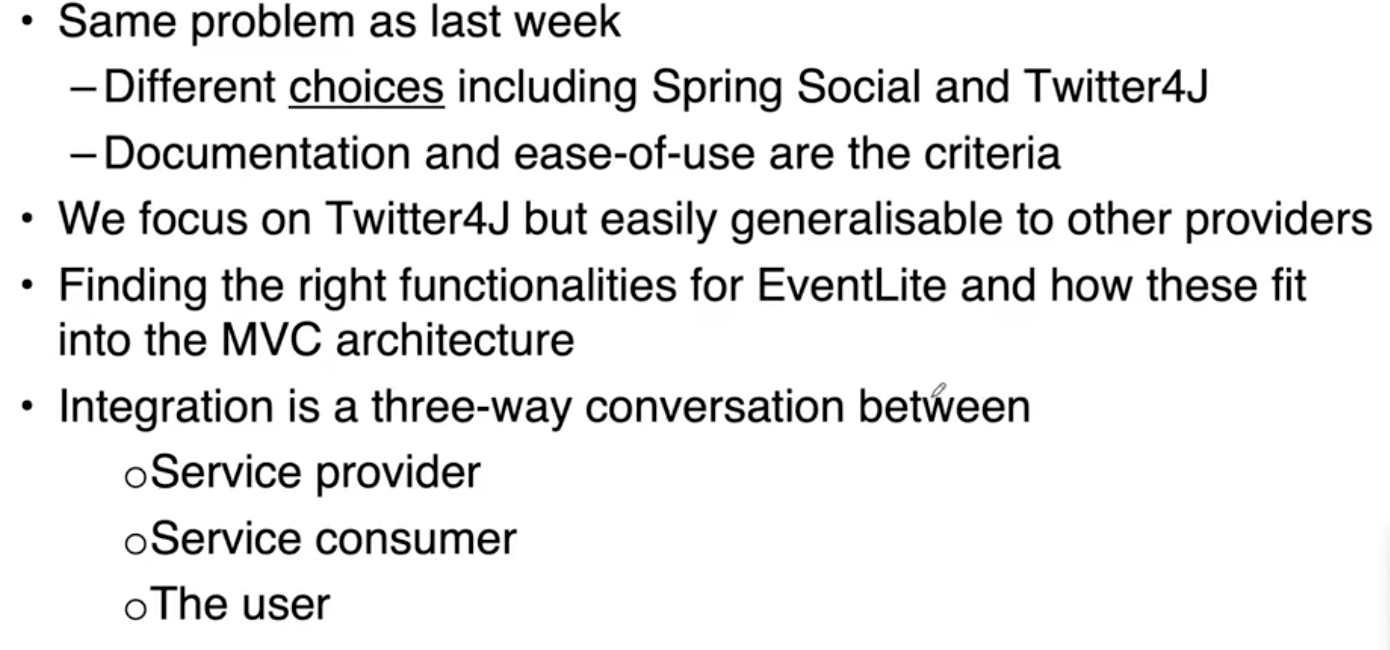 • Same problem as last week
– Different choices including Spring Social and Twitter4J
– Documentation and ease-of-use are the criteria
• We focus on Twitter4J but easily generalisable to other providers
• Finding the right functionalities for EventLite and how these fit
into the MVC architecture
• Integration is a three-way conversation between
○ Service provider
○ Service consumer
○ The user